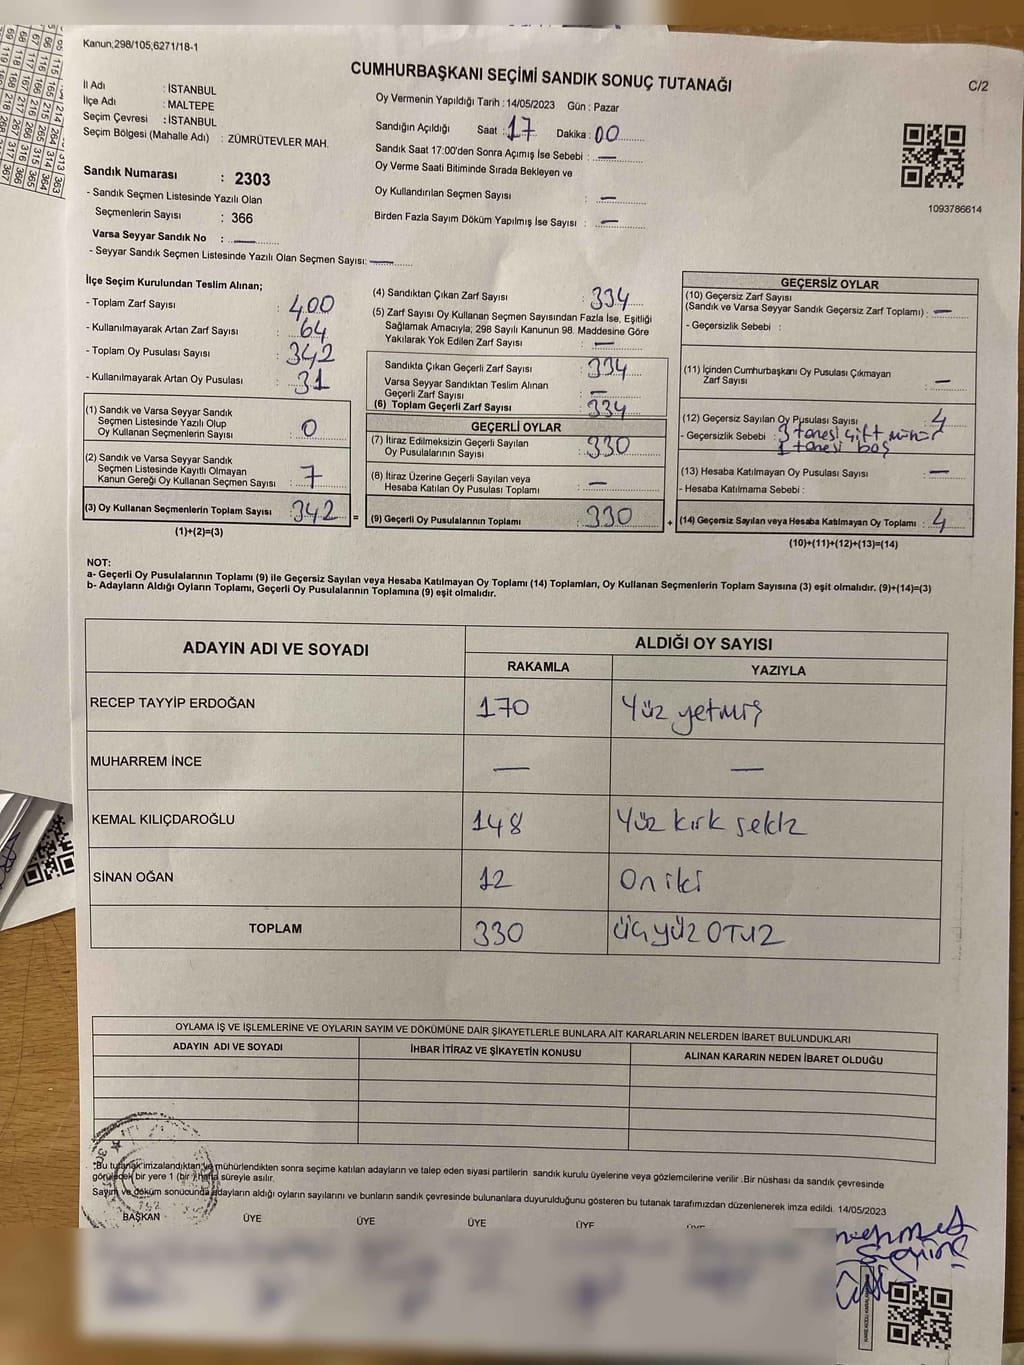 Kanun;298/105;6271/18-1
CUMHURBAŞKANI SEÇİMİ SANDIK SONUÇ TUTANAĞI
C/2
İl Adı : İSTANBUL
İlçe Adı : MALTEPE
Seçim Çevresi : İSTANBUL
Seçim Bölgesi (Mahalle Adı) : ZÜMRÜTEVLER MAH.
Sandık Numarası : 2303
- Sandık Seçmen Listesinde Yazılı Olan
Seçmenlerin Sayısı : 366
Varsa Seyyar Sandık No : —
- Seyyar Sandık Seçmen Listesinde Yazılı Olan Seçmen Sayısı: —
Oy Vermenin Yapıldığı Tarih : 14/05/2023 Gün : Pazar
Sandığın Açıldığı Saat : 17 Dakika : 00
Sandık Saat 17:00'den Sonra Açımış İse Sebebi : —
Oy Verme Saati Bitiminde Sırada Bekleyen ve
Oy Kullandırılan Seçmen Sayısı : —
Birden Fazla Sayım Döküm Yapılmış İse Sayısı : —
1093786614
İlçe Seçim Kurulundan Teslim Alınan;
- Toplam Zarf Sayısı : 400
- Kullanılmayarak Artan Zarf Sayısı : 64
- Toplam Oy Pusulası Sayısı : 342
- Kullanılmayarak Artan Oy Pusulası : 31
(1) Sandık ve Varsa Seyyar Sandık
Seçmen Listesinde Yazılı Olup
Oy Kullanan Seçmenlerin Sayısı : 0
(2) Sandık ve Varsa Seyyar Sandık
Seçmen Listesinde Kayıtlı Olmayan
Kanun Gereği Oy Kullanan Seçmen Sayısı : 7
(3) Oy Kullanan Seçmenlerin Toplam Sayısı : 342
(1)+(2)=(3)
(4) Sandıktan Çıkan Zarf Sayısı : 334
(5) Zarf Sayısı Oy Kullanan Seçmen Sayısından Fazla İse, Eşitliği
Sağlamak Amacıyla; 298 Sayılı Kanunun 98. Maddesine Göre
Yakılarak Yok Edilen Zarf Sayısı : —
Sandıkta Çıkan Geçerli Zarf Sayısı : 334
Varsa Seyyar Sandıktan Teslim Alınan
Geçerli Zarf Sayısı : —
(6) Toplam Geçerli Zarf Sayısı : 334
GEÇERLİ OYLAR
(7) İtiraz Edilmeksizin Geçerli Sayılan
Oy Pusulalarının Sayısı : 330
(8) İtiraz Üzerine Geçerli Sayılan veya
Hesaba Katılan Oy Pusulası Toplamı : —
= (9) Geçerli Oy Pusulalarının Toplamı : 330
GEÇERSİZ OYLAR
(10) Geçersiz Zarf Sayısı
(Sandık ve Varsa Seyyar Sandık Geçersiz Zarf Toplamı) : —
- Geçersizlik Sebebi :
(11) İçinden Cumhurbaşkanı Oy Pusulası Çıkmayan
Zarf Sayısı : —
(12) Geçersiz Sayılan Oy Pusulası Sayısı : 4
- Geçersizlik Sebebi : 3 tanesi çift mühür
1 tanesi boş
(13) Hesaba Katılmayan Oy Pusulası Sayısı : —
- Hesaba Katılmama Sebebi :
+ (14) Geçersiz Sayılan veya Hesaba Katılmayan Oy Toplamı : 4
(10)+(11)+(12)+(13)=(14)
NOT:
a- Geçerli Oy Pusulalarının Toplamı (9) ile Geçersiz Sayılan veya Hesaba Katılmayan Oy Toplamı (14) Toplamları, Oy Kullanan Seçmenlerin Toplam Sayısına (3) eşit olmalıdır. (9)+(14)=(3)
b- Adayların Aldığı Oyların Toplamı, Geçerli Oy Pusulalarının Toplamına (9) eşit olmalıdır.
ADAYIN ADI VE SOYADI
ALDIĞI OY SAYISI
RAKAMLA YAZIYLA
RECEP TAYYİP ERDOĞAN 170 Yüz yetmiş
MUHARREM İNCE — —
KEMAL KILIÇDAROĞLU 148 Yüz kırk sekiz
SİNAN OĞAN 12 On iki
TOPLAM 330 üçyüz OTUZ
OYLAMA İŞ VE İŞLEMLERİNE VE OYLARIN SAYIM VE DÖKÜMÜNE DAİR ŞİKAYETLERLE BUNLARA AİT KARARLARIN NELERDEN İBARET BULUNDUKLARI
ADAYIN ADI VE SOYADI İHBAR İTİRAZ VE ŞİKAYETİN KONUSU ALINAN KARARIN NEDEN İBARET OLDUĞU
*Bu tutanak imzalandıktan ve mühürlendikten sonra seçime katılan adayların ve talep eden siyasi partilerin sandık kurulu üyelerine veya gözlemcilerine verilir .Bir nüshası da sandık çevresinde
görülecek bir yere 1 (bir ) hafta süreyle asılır.
Sayım ve döküm sonucunda adayların aldığı oyların sayılarını ve bunların sandık çevresinde bulunanlara duyurulduğunu gösteren bu tutanak tarafımızdan düzenlenerek imza edildi. 14/05/2023
BAŞKAN ÜYE ÜYE ÜYE ÜYE ÜYE
mehmet